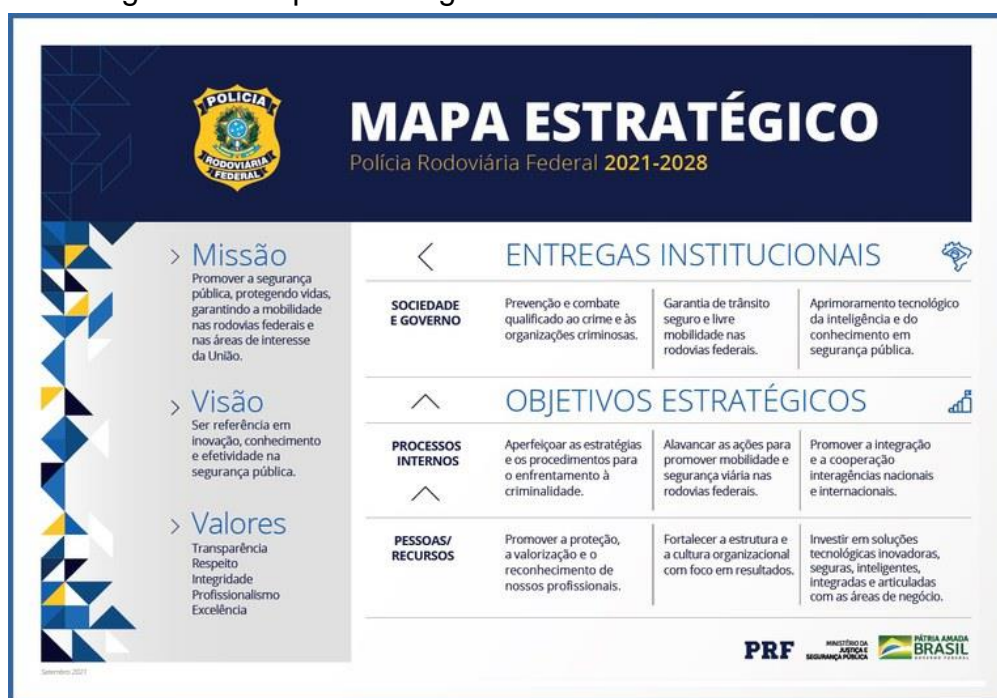 POLICIA
RODOVIÁRIA
FEDERAL
MAPA ESTRATÉGICO
Polícia Rodoviária Federal 2021-2028
> Missão
Promover a segurança
pública, protegendo vidas,
garantindo a mobilidade
nas rodovias federais e
nas áreas de interesse
da União.
> Visão
Ser referência em
inovação, conhecimento
e efetividade na
segurança pública.
> Valores
Transparência
Respeito
Integridade
Profissionalismo
Excelência
ENTREGAS INSTITUCIONAIS
SOCIEDADE
E GOVERNO
Prevenção e combate
qualificado ao crime e às
organizações criminosas.
Garantia de trânsito
seguro e livre
mobilidade nas
rodovias federais.
Aprimoramento tecnológico
da inteligência e do
conhecimento em
segurança pública.
OBJETIVOS ESTRATÉGICOS
PROCESSOS
INTERNOS
Aperfeiçoar as estratégias
e os procedimentos para
o enfrentamento à
criminalidade.
Alavancar as ações para
promover mobilidade e
segurança viária nas
rodovias federais.
Promover a integração
e a cooperação
interagências nacionais
e internacionais.
PESSOAS/
RECURSOS
Promover a proteção,
a valorização e o
reconhecimento de
nossos profissionais.
Fortalecer a estrutura e
a cultura organizacional
com foco em resultados.
Investir em soluções
tecnológicas inovadoras,
seguras, inteligentes,
integradas e articuladas
com as áreas de negócio.
PRF
MINISTÉRIO DA
JUSTIÇA E
SEGURANÇA PÚBLICA
PÁTRIA AMADA
BRASIL
GOVERNO FEDERAL
Setembro 2021